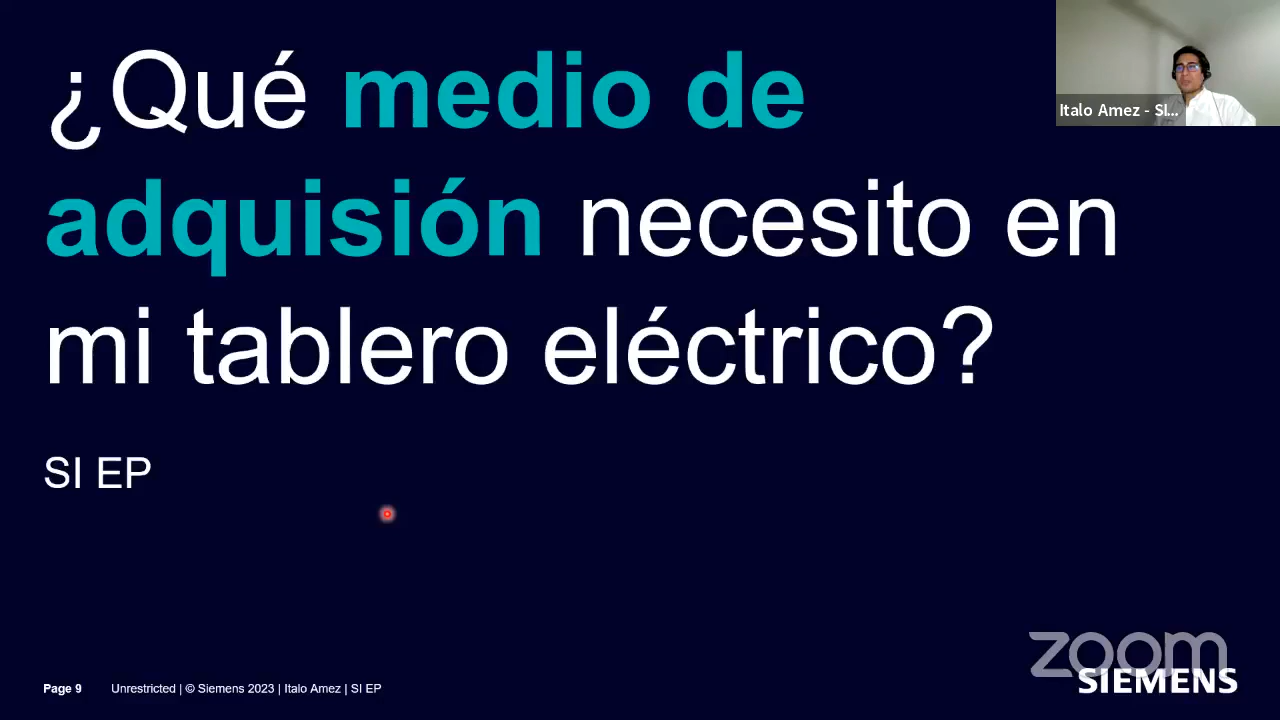 ¿Qué medio de
adquisión necesito en
mi tablero eléctrico?
SI EP
Italo Amez - SI...
zoom
SIEMENS
Page 9 Unrestricted | © Siemens 2023 | Italo Amez | SI EP